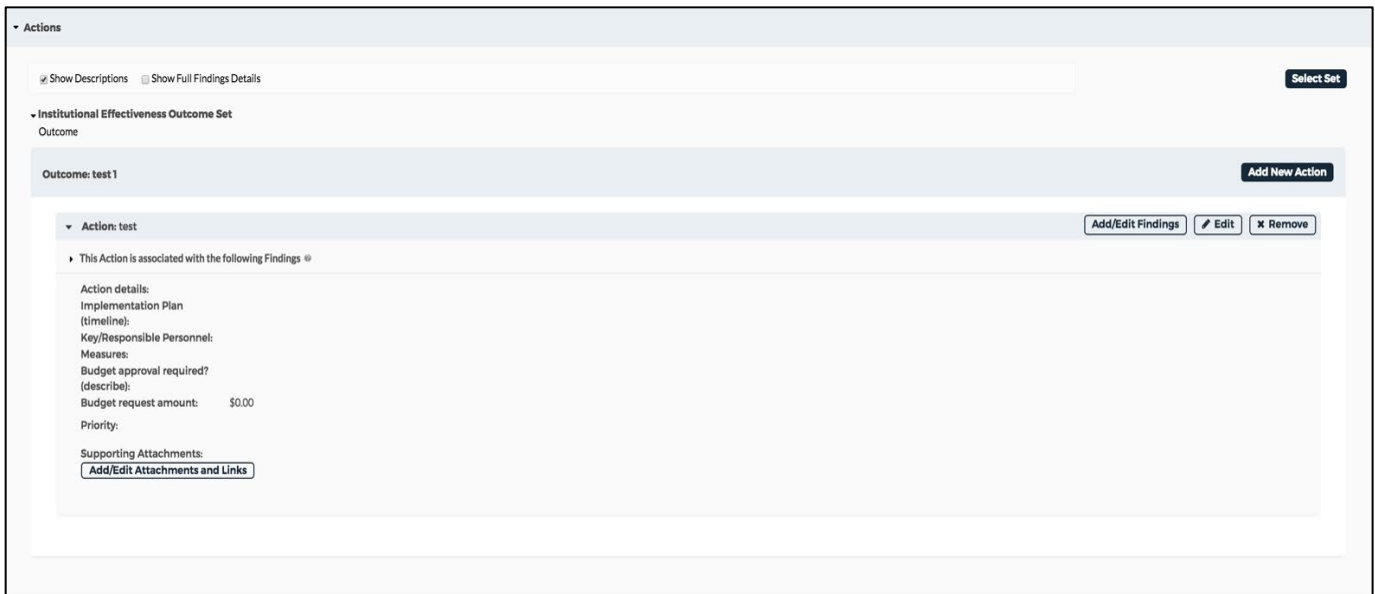 Actions
Show Descriptions Show Full Findings Details Select Set
Institutional Effectiveness Outcome Set
Outcome
Outcome: test 1 Add New Action
Action: test Add/Edit Findings Edit Remove
This Action is associated with the following Findings
Action details:
Implementation Plan
(timeline):
Key/Responsible Personnel:
Measures:
Budget approval required?
(describe):
Budget request amount: $0.00
Priority:
Supporting Attachments:
Add/Edit Attachments and Links